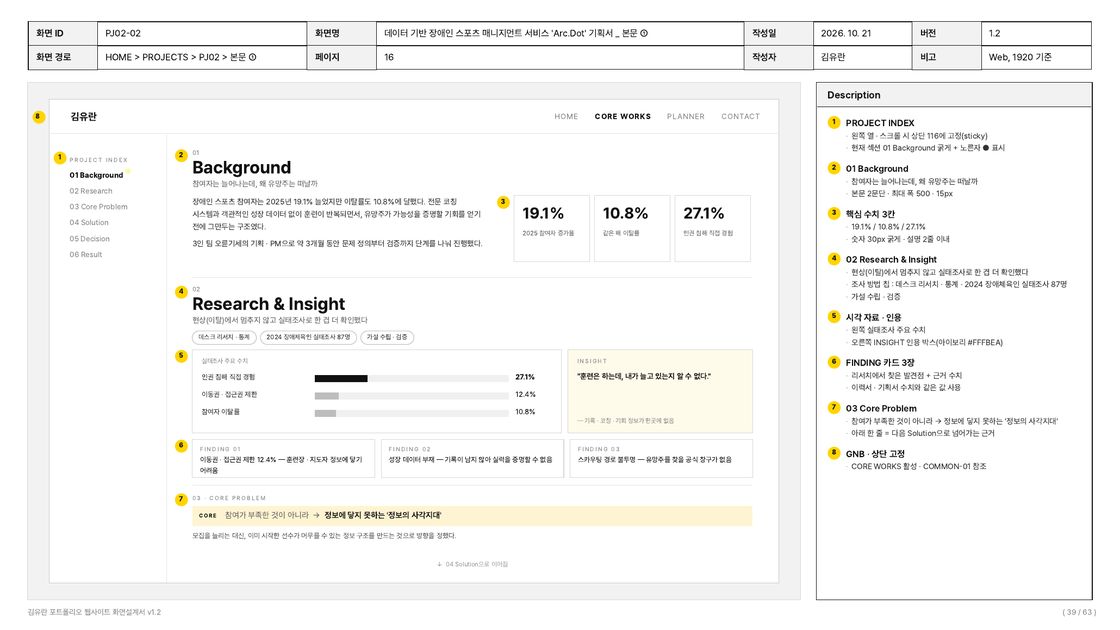 화면 ID PJ02-02 화면명 데이터 기반 장애인 스포츠 매니지먼트 서비스 'Arc.Dot' 기획서 _ 본문 ① 작성일 2026. 10. 21 버전 1.2
화면 경로 HOME > PROJECTS > PJ02 > 본문 ① 페이지 16 작성자 김유란 비고 Web, 1920 기준
8 김유란 HOME CORE WORKS PLANNER CONTACT
1 PROJECT INDEX
01 Background
02 Research
03 Core Problem
04 Solution
05 Decision
06 Result
2 01
Background
참여자는 늘어나는데, 왜 유망주는 떠날까
장애인 스포츠 참여자는 2025년 19.1% 늘었지만 이탈률도 10.8%에 달했다. 전문 코칭
시스템과 객관적인 성장 데이터 없이 훈련이 반복되면서, 유망주가 가능성을 증명할 기회를 얻기
전에 그만두는 구조였다.
3인 팀 오른기세의 기획 · PM으로 약 3개월 동안 문제 정의부터 검증까지 단계를 나눠 진행했다.
3
19.1%
2025 참여자 증가율
10.8%
같은 해 이탈률
27.1%
인권 침해 직접 경험
4 02
Research & Insight
현상(이탈)에서 멈추지 않고 실태조사로 한 겹 더 확인했다
데스크 리서치 · 통계
2024 장애체육인 실태조사 87명
가설 수립 · 검증
5 실태조사 주요 수치
인권 침해 직접 경험 27.1%
이동권 · 접근권 제한 12.4%
참여자 이탈률 10.8%
INSIGHT
"훈련은 하는데, 내가 늘고 있는지 알 수 없다."
— 기록 · 코칭 · 기회 정보가 한곳에 없음
6 FINDING 01
이동권 · 접근권 제한 12.4% — 훈련장 · 지도자 정보에 닿기
어려움
FINDING 02
성장 데이터 부재 — 기록이 남지 않아 실력을 증명할 수 없음
FINDING 03
스카우팅 경로 불투명 — 유망주를 찾을 공식 창구가 없음
7 03 · CORE PROBLEM
CORE 참여가 부족한 것이 아니라 → 정보에 닿지 못하는 '정보의 사각지대'
모집을 늘리는 대신, 이미 시작한 선수가 머무를 수 있는 정보 구조를 만드는 것으로 방향을 정했다.
↓ 04 Solution으로 이어짐
Description
1 PROJECT INDEX
· 왼쪽 열 · 스크롤 시 상단 116에 고정(sticky)
· 현재 섹션 01 Background 굵게 + 노란자 ● 표시
2 01 Background
· 참여자는 늘어나는데, 왜 유망주는 떠날까
· 본문 2문단 · 최대 폭 500 · 15px
3 핵심 수치 3칸
· 19.1% / 10.8% / 27.1%
· 숫자 30px 굵게 · 설명 2줄 이내
4 02 Research & Insight
· 현상(이탈)에서 멈추지 않고 실태조사로 한 겹 더 확인했다
· 조사 방법 칩 : 데스크 리서치 · 통계 · 2024 장애체육인 실태조사 87명
· 가설 수립 · 검증
5 시각 자료 · 인용
· 왼쪽 실태조사 주요 수치
· 오른쪽 INSIGHT 인용 박스(아이보리 #FFFBEA)
6 FINDING 카드 3장
· 리서치에서 찾은 발견점 + 근거 수치
· 이력서 · 기획서 수치와 같은 값 사용
7 03 Core Problem
· 참여가 부족한 것이 아니라 → 정보에 닿지 못하는 '정보의 사각지대'
· 아래 한 줄 = 다음 Solution으로 넘어가는 근거
8 GNB · 상단 고정
· CORE WORKS 활성 · COMMON-01 참조
김유란 포트폴리오 웹사이트 화면설계서 v1.2
( 39 / 63 )